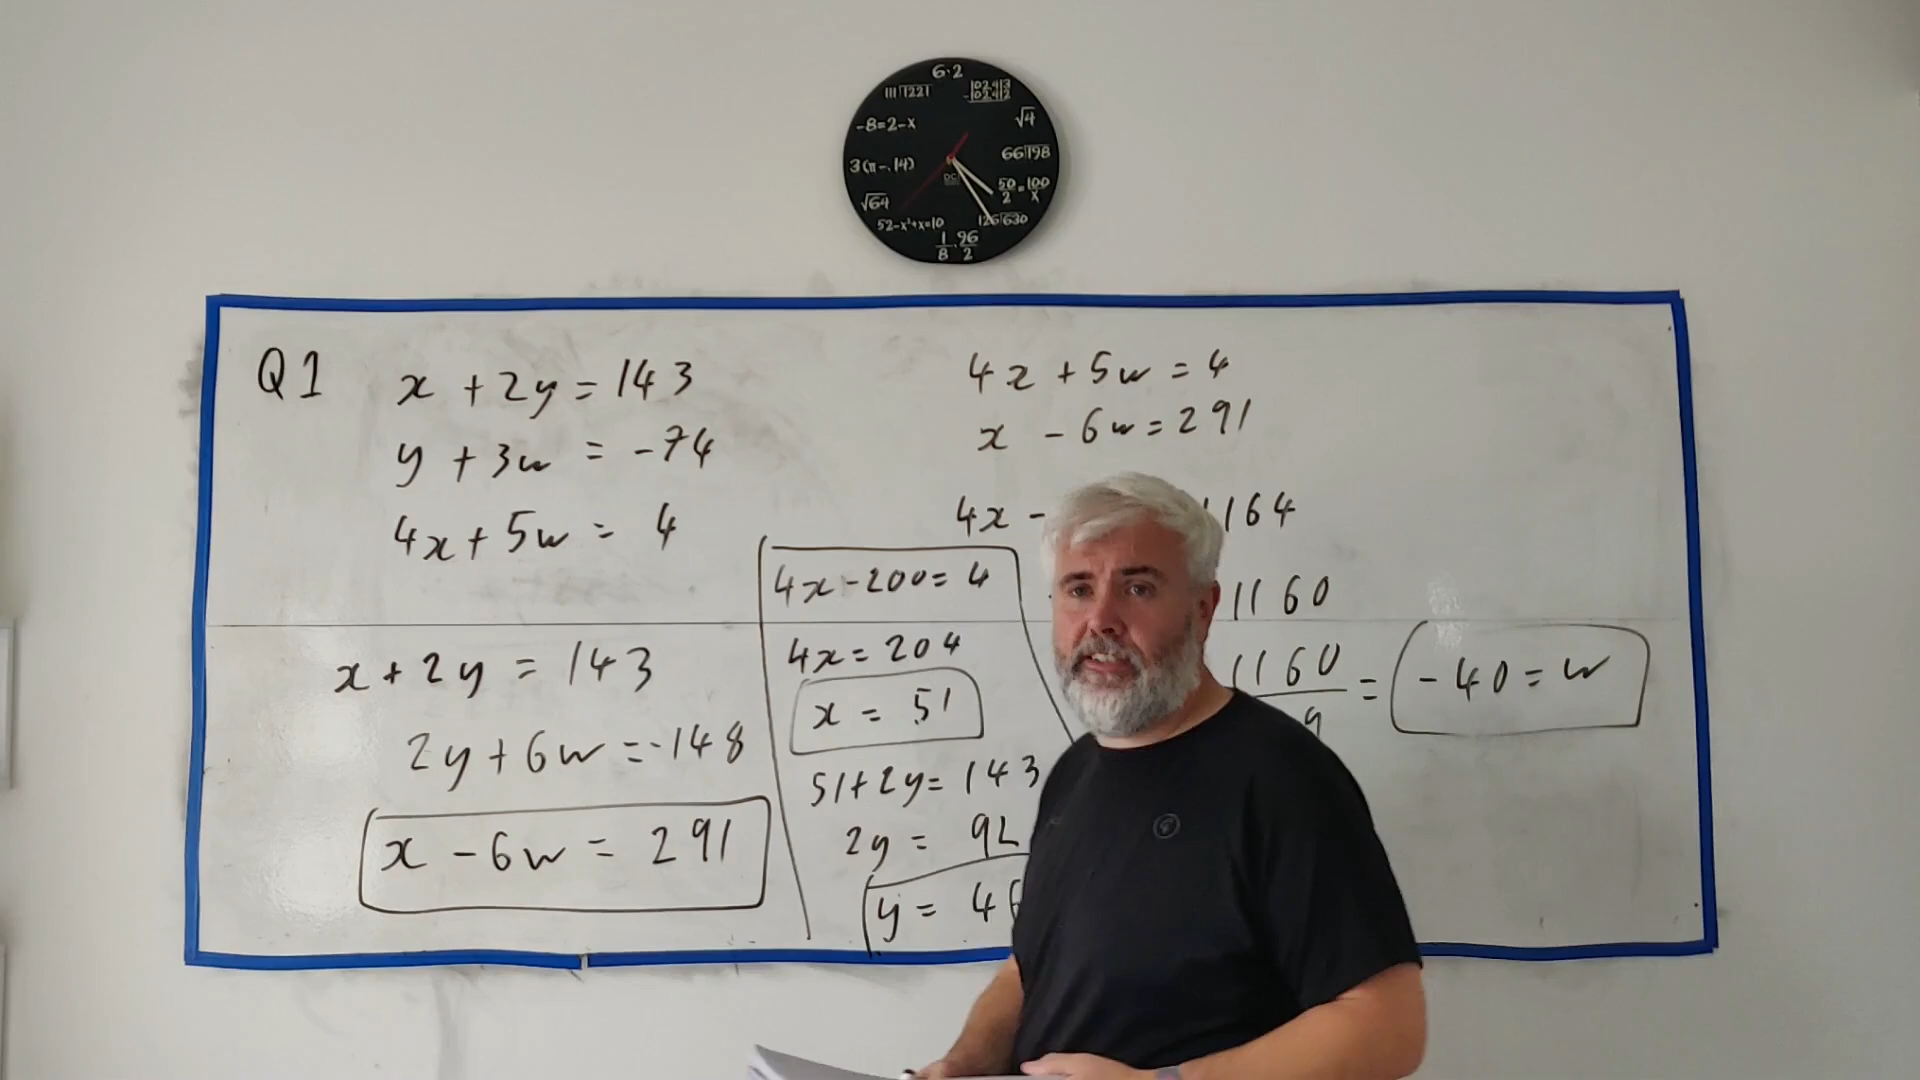 6·2
111⟌1221
-8=2-x
3(π-.14)
√64
52-x²+x=10
1/8 · 96/2
126⟌630
50/2 = 100/x
66⟌198
√4
Q1
x + 2y = 143
y + 3w = -74
4x + 5w = 4
x + 2y = 143
2y + 6w = -148
x - 6w = 291
4x - 200 = 4
4x = 204
x = 51
51 + 2y = 143
2y = 92
y = 46
4x + 5w = 4
x - 6w = 291
4x - 1164
1160
1160/9 = -40 = w